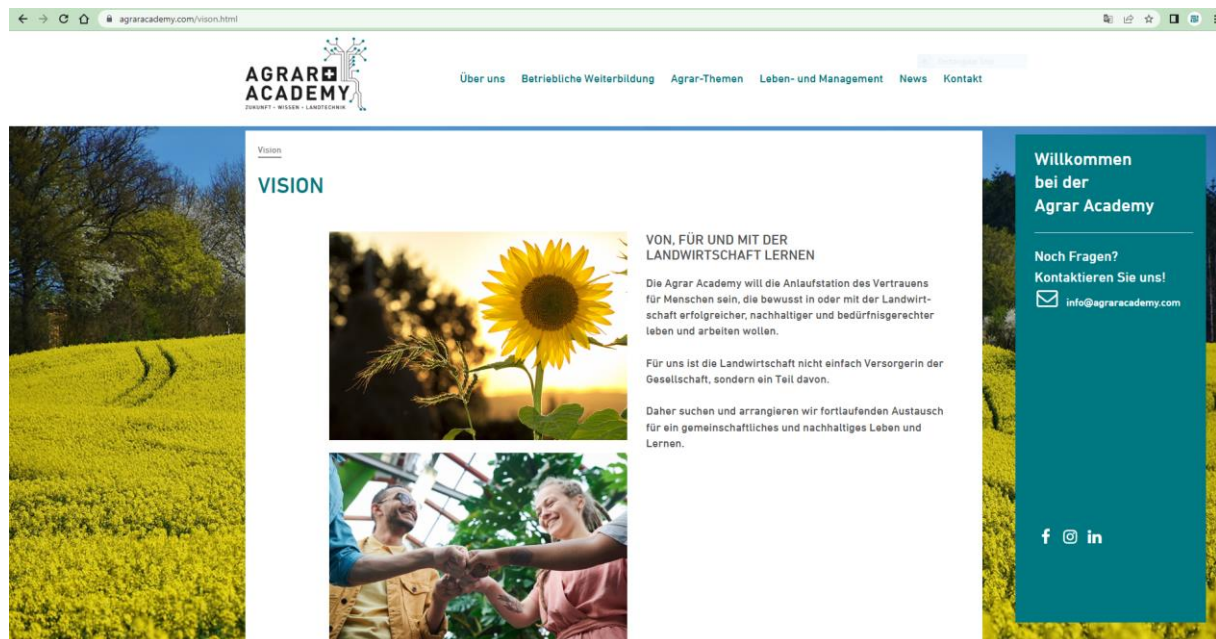 agraracademy.com/vison.html
AGRAR
ACADEMY
ZUKUNFT - WISSEN - LANDTECHNIK
Über uns Betriebliche Weiterbildung Agrar-Themen Leben- und Management News Kontakt
Vision
VISION
VON, FÜR UND MIT DER
LANDWIRTSCHAFT LERNEN
Die Agrar Academy will die Anlaufstation des Vertrauens
für Menschen sein, die bewusst in oder mit der Landwirt-
schaft erfolgreicher, nachhaltiger und bedürfnisgerechter
leben und arbeiten wollen.
Für uns ist die Landwirtschaft nicht einfach Versorgerin der
Gesellschaft, sondern ein Teil davon.
Daher suchen und arrangieren wir fortlaufenden Austausch
für ein gemeinschaftliches und nachhaltiges Leben und
Lernen.
Willkommen
bei der
Agrar Academy
Noch Fragen?
Kontaktieren Sie uns!
info@agraracademy.com
f in